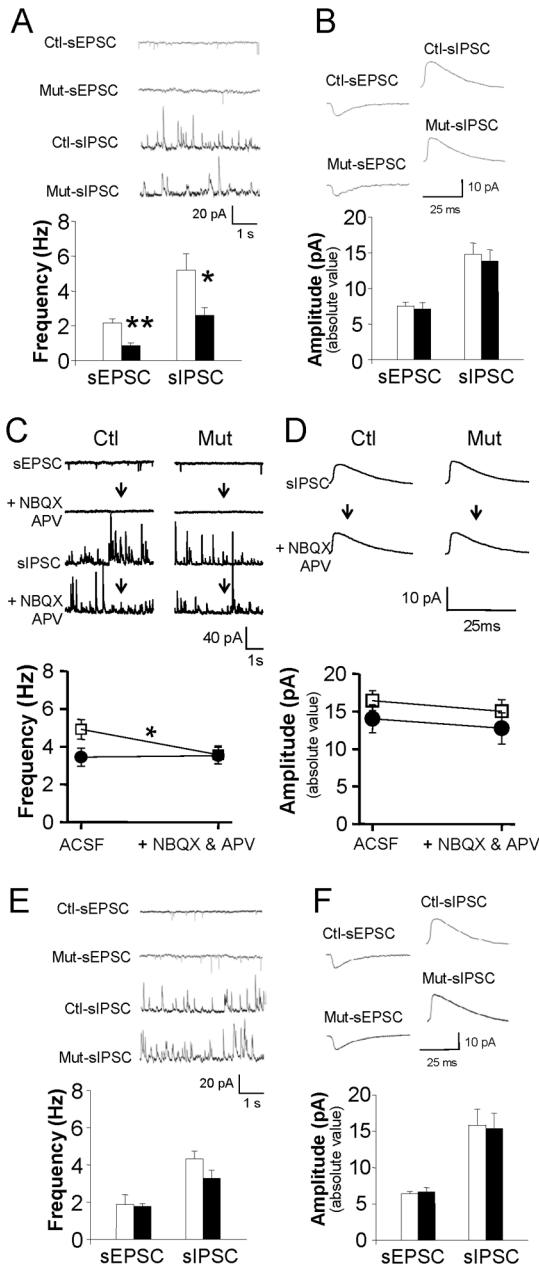 A
Ctl-sEPSC
Mut-sEPSC
Ctl-sIPSC
Mut-sIPSC
20 pA
1 s
Frequency (Hz)
8
6
4
2
0
**
*
sEPSC
sIPSC
B
Ctl-sIPSC
Ctl-sEPSC
Mut-sIPSC
Mut-sEPSC
10 pA
25 ms
Amplitude (pA)
(absolute value)
20
15
10
5
0
sEPSC
sIPSC
C
Ctl
Mut
sEPSC
+ NBQX
APV
sIPSC
+ NBQX
APV
40 pA
1s
Frequency (Hz)
8
6
4
2
0
*
ACSF
+ NBQX & APV
D
Ctl
Mut
sIPSC
+ NBQX
APV
10 pA
25ms
Amplitude (pA)
(absolute value)
20
15
10
5
0
ACSF
+ NBQX & APV
E
Ctl-sEPSC
Mut-sEPSC
Ctl-sIPSC
Mut-sIPSC
20 pA
1 s
Frequency (Hz)
8
6
4
2
0
sEPSC
sIPSC
F
Ctl-sIPSC
Ctl-sEPSC
Mut-sIPSC
Mut-sEPSC
10 pA
25 ms
Amplitude (pA)
(absolute value)
20
15
10
5
0
sEPSC
sIPSC